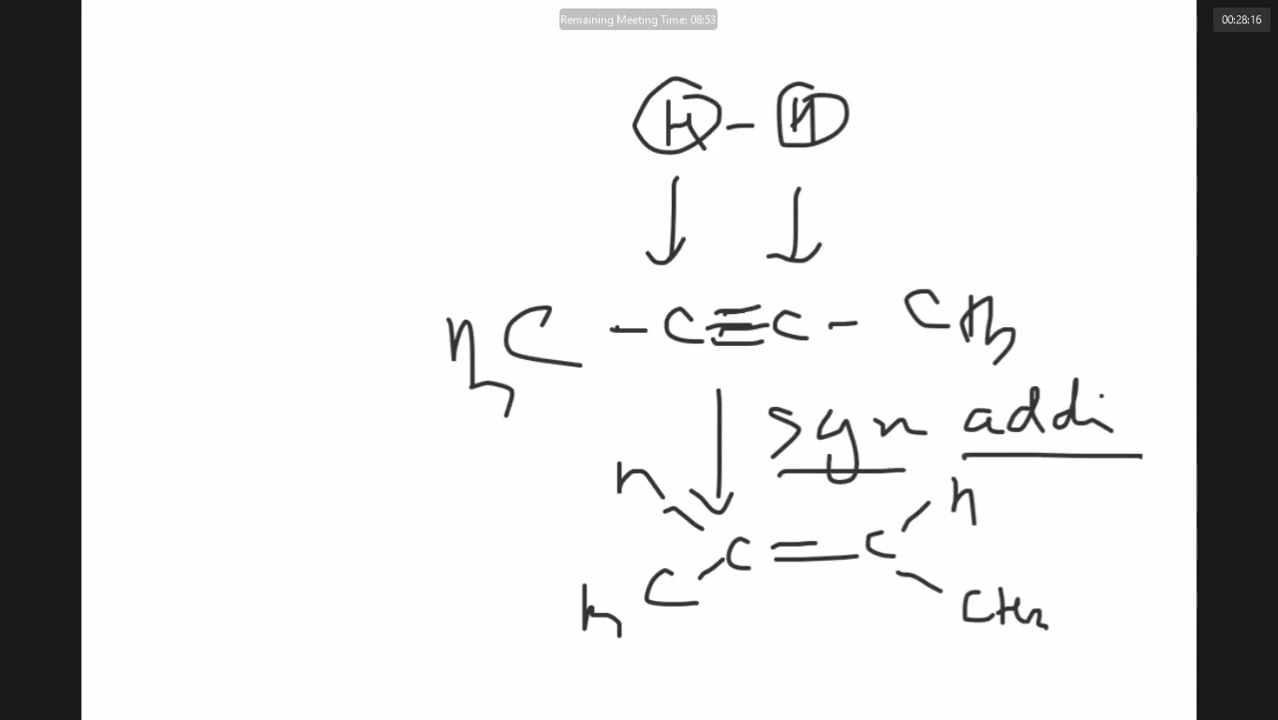 Remaining Meeting Time: 08:53
00:28:16
H - H
H₃C - C≡C - CH₃
syn addi
H H
C = C
H₃C CH₃